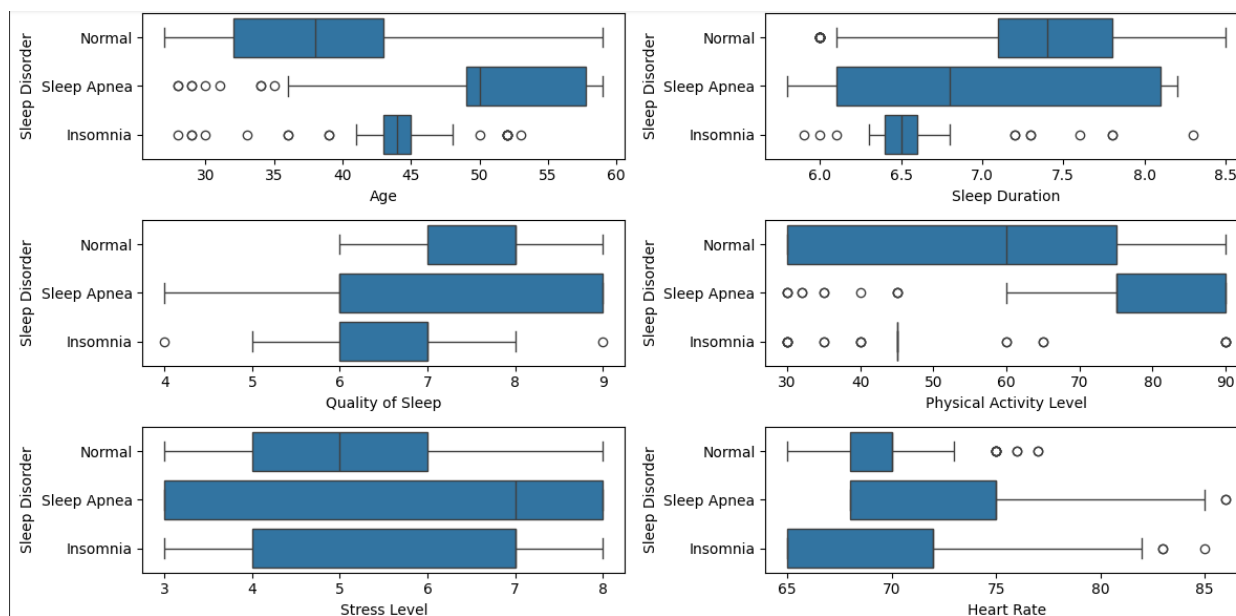 Sleep Disorder
Normal
Sleep Apnea
Insomnia
30 35 40 45 50 55 60
Age
Sleep Disorder
Normal
Sleep Apnea
Insomnia
6.0 6.5 7.0 7.5 8.0 8.5
Sleep Duration
Sleep Disorder
Normal
Sleep Apnea
Insomnia
4 5 6 7 8 9
Quality of Sleep
Sleep Disorder
Normal
Sleep Apnea
Insomnia
30 40 50 60 70 80 90
Physical Activity Level
Sleep Disorder
Normal
Sleep Apnea
Insomnia
3 4 5 6 7 8
Stress Level
Sleep Disorder
Normal
Sleep Apnea
Insomnia
65 70 75 80 85
Heart Rate